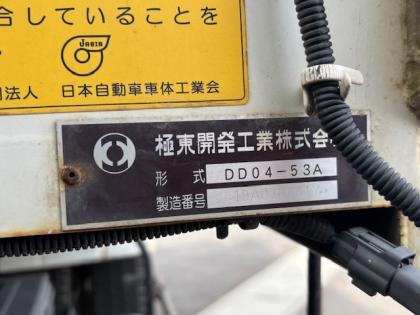 合していることを
団法人 日本自動車車体工業会
極東開発工業株式会
形式 DD04-53A
製造番号